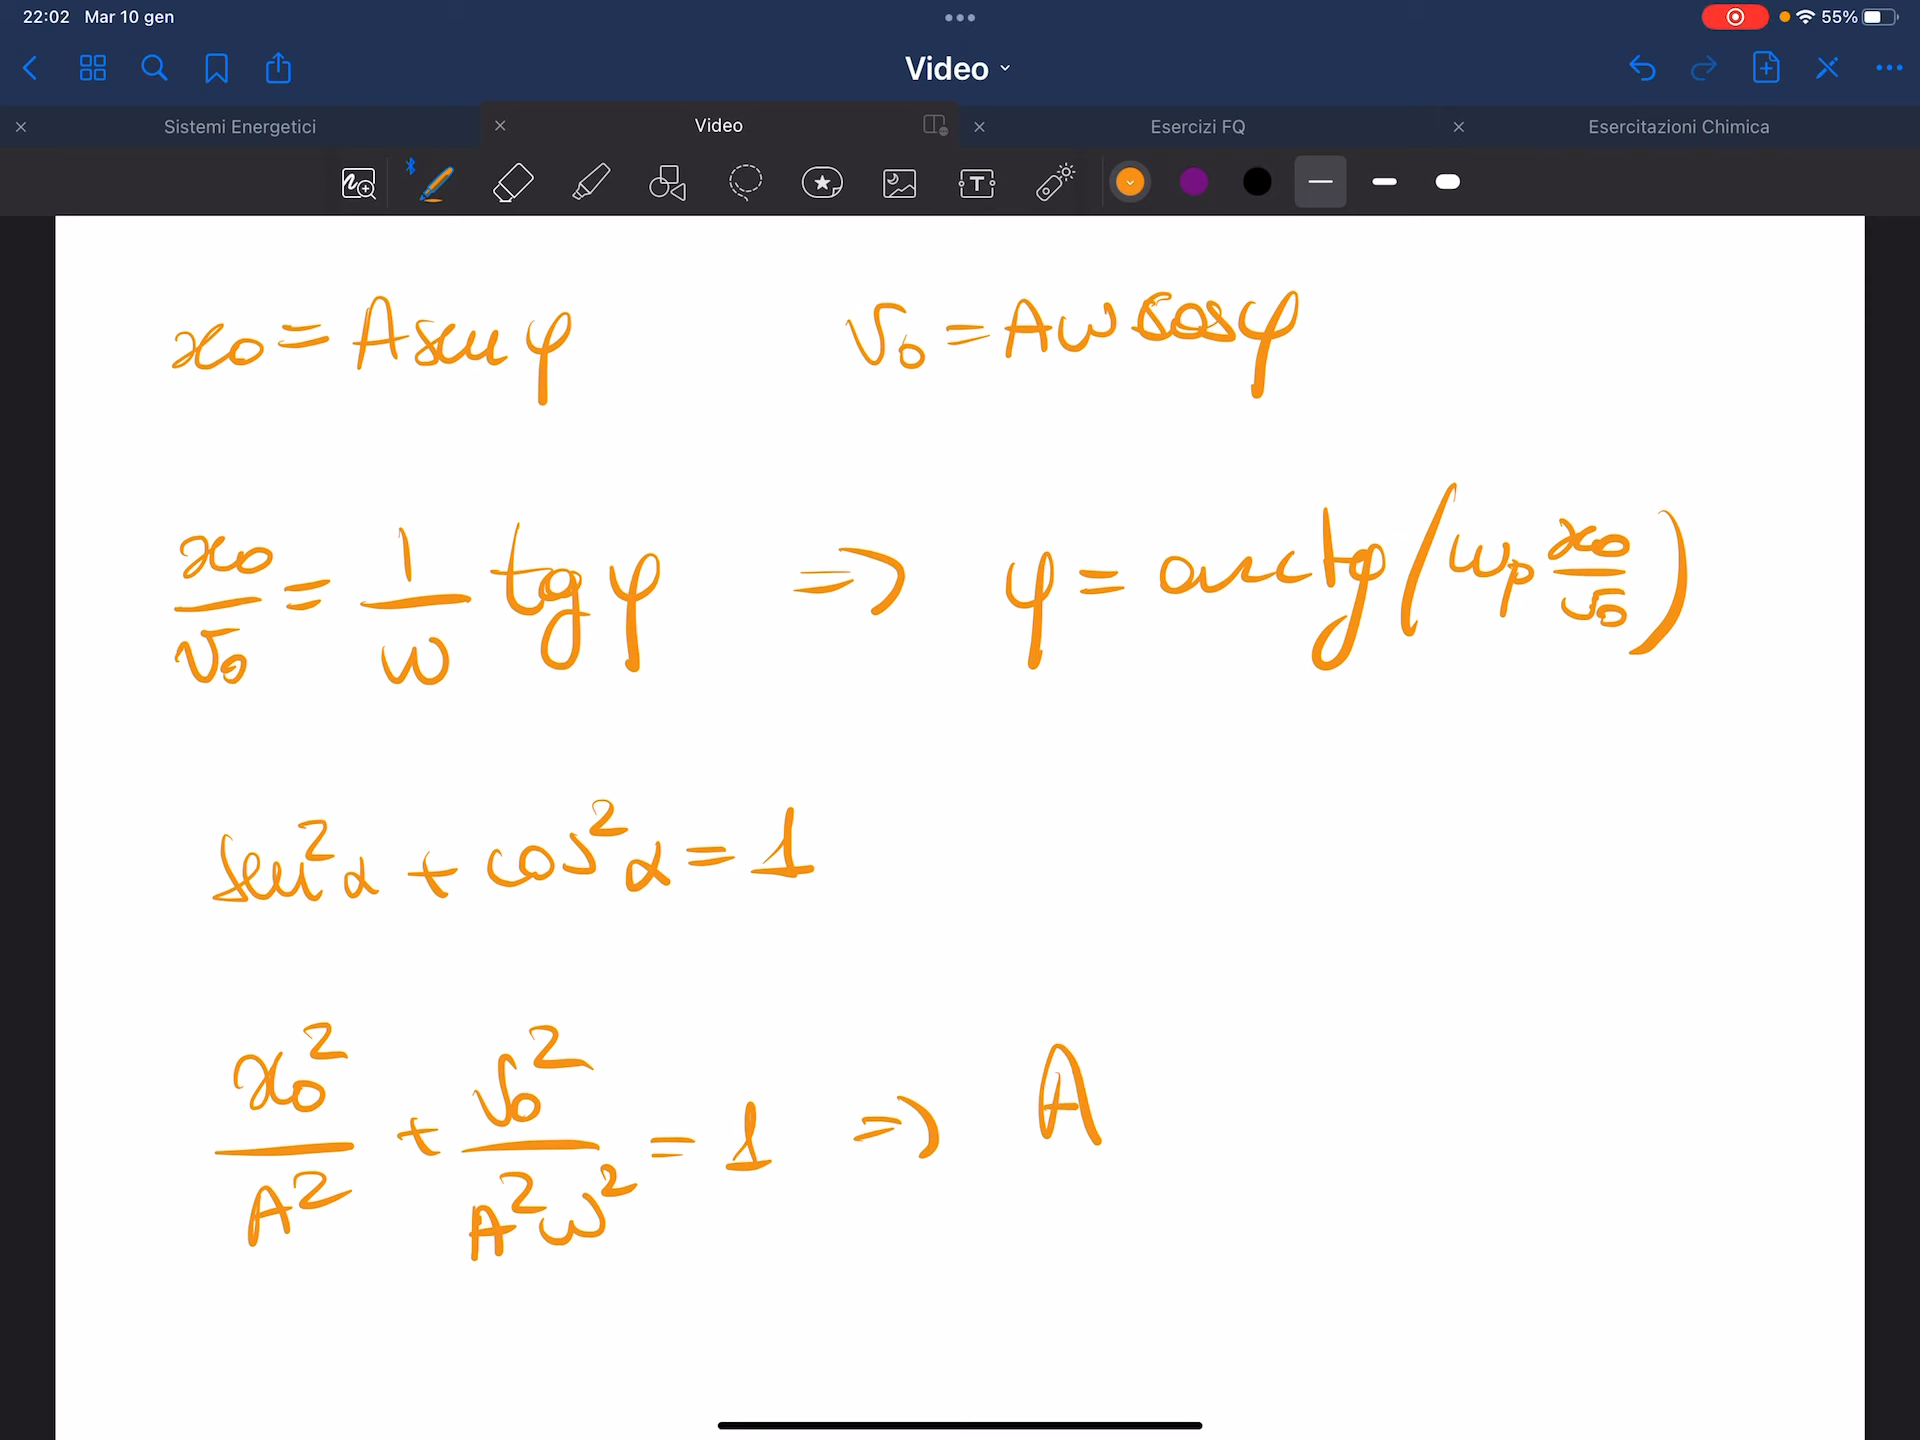 22:02 Mar 10 gen 55%
Video
Sistemi Energetici Video Esercizi FQ Esercitazioni Chimica
x₀ = A sen φ v₀ = Aω cos φ
x₀/v₀ = 1/ω tg φ => φ = arctg(ωₚ x₀/v₀)
sen²α + cos²α = 1
x₀²/A² + v₀²/A²ω² = 1 => A